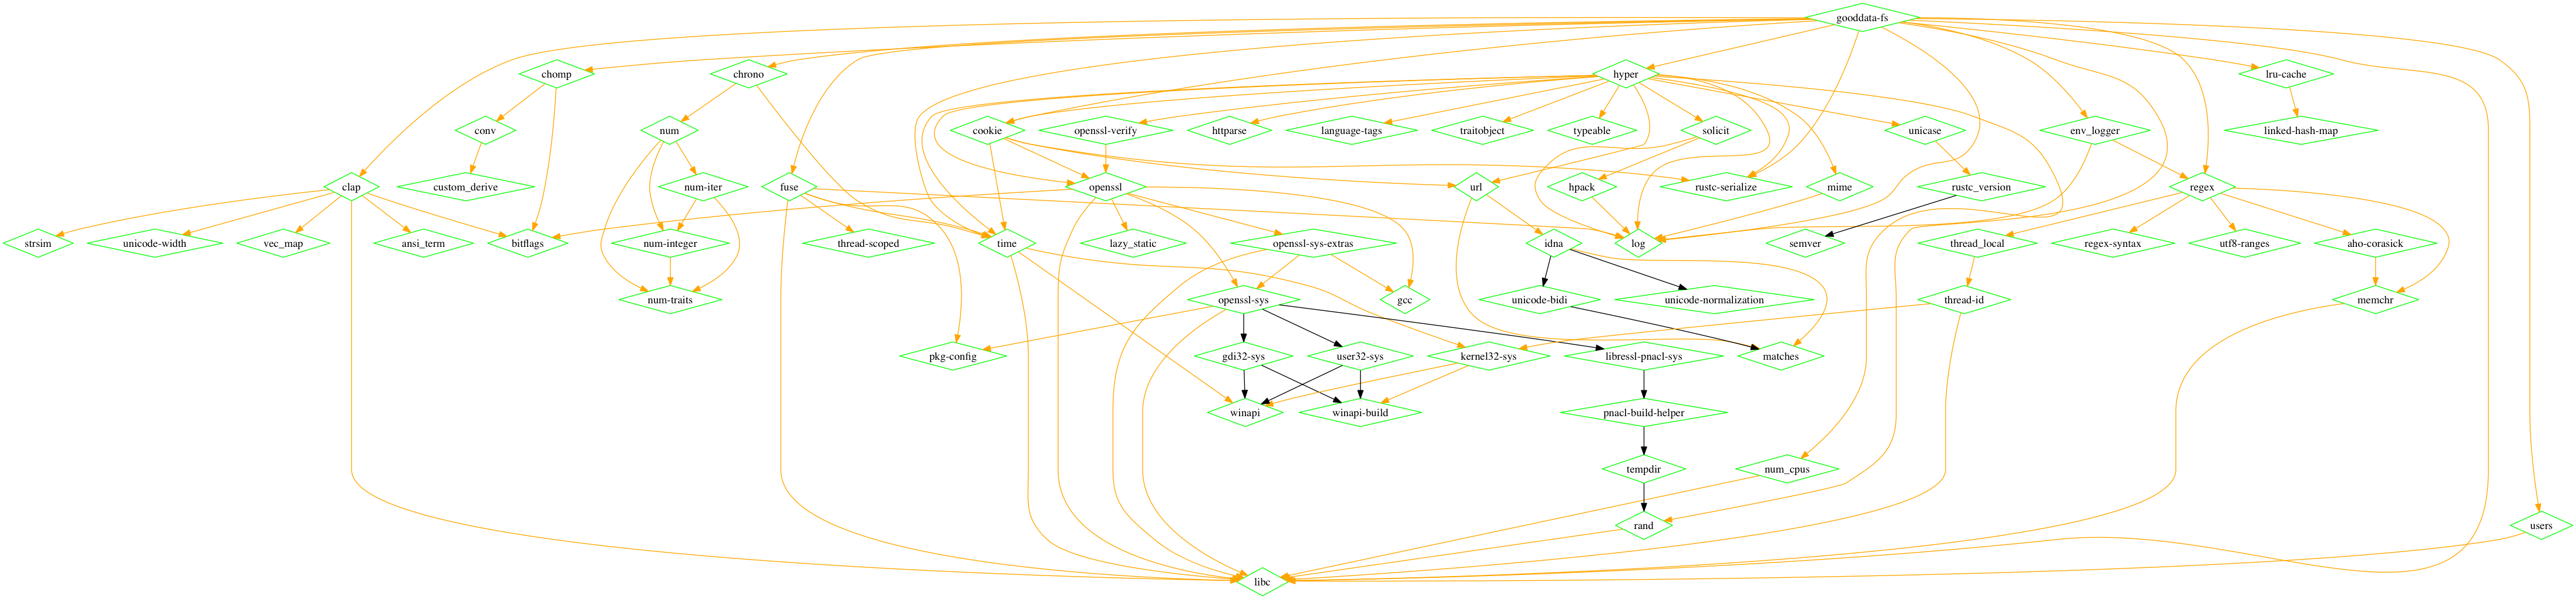 gooddata-fs
chomp
chrono
hyper
lru-cache
conv
num
cookie
openssl-verify
httparse
language-tags
traitobject
typeable
solicit
unicase
env_logger
linked-hash-map
clap
custom_derive
num-iter
fuse
openssl
url
hpack
rustc-serialize
mime
rustc_version
regex
strsim
unicode-width
vec_map
ansi_term
bitflags
num-integer
thread-scoped
time
lazy_static
openssl-sys-extras
idna
log
semver
thread_local
regex-syntax
utf8-ranges
aho-corasick
num-traits
openssl-sys
gcc
unicode-bidi
unicode-normalization
thread-id
memchr
pkg-config
gdi32-sys
user32-sys
kernel32-sys
libressl-pnacl-sys
matches
winapi
winapi-build
pnacl-build-helper
tempdir
num_cpus
rand
users
libc